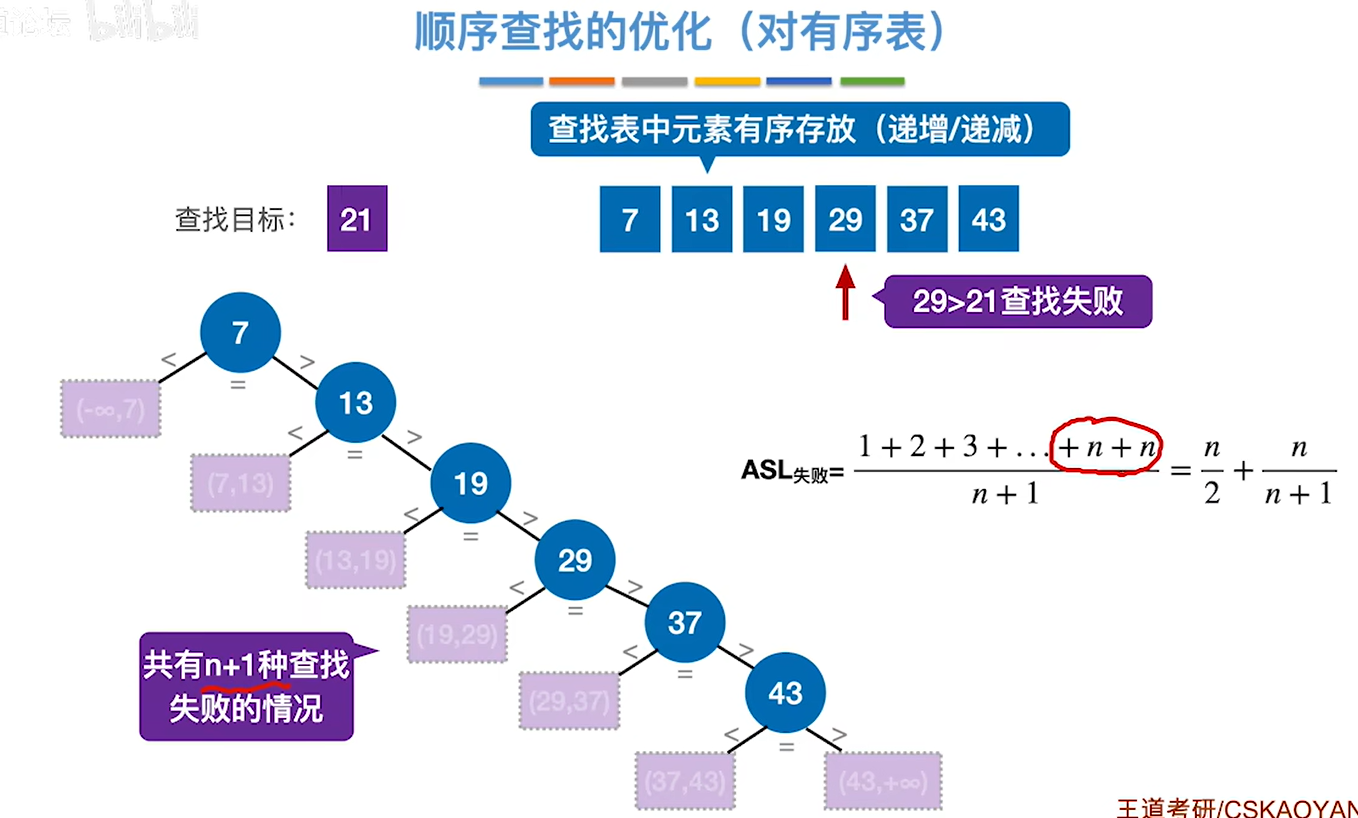 bilibili
顺序查找的优化（对有序表）
查找表中元素有序存放（递增/递减）
查找目标：
21
7 13 19 29 37 43
29>21查找失败
7
< = >
(-∞,7)
13
< = >
(7,13)
19
< = >
(13,19)
29
< = >
(19,29)
37
< = >
(29,37)
43
< = >
(37,43)
(43,+∞)
共有n+1种查找
失败的情况
ASL失败= (1 + 2 + 3 + … + n + n)/(n + 1) = n/2 + n/(n + 1)
王道考研/CSKAOYAN